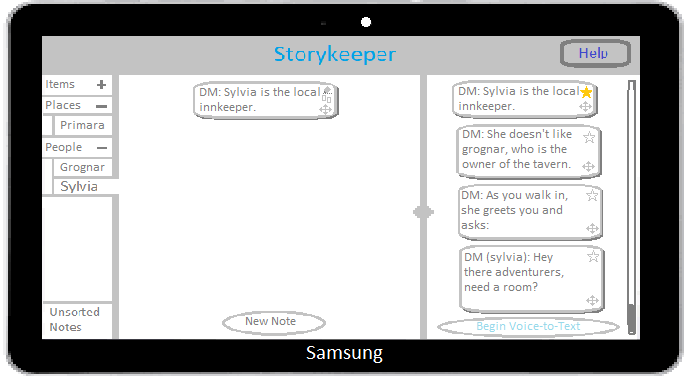 Storykeeper
Help
Items
Places
Primara
People
Grognar
Sylvia
Unsorted
Notes
DM: Sylvia is the local
innkeeper.
New Note
DM: Sylvia is the local
innkeeper.
DM: She doesn't like
grognar, who is the
owner of the tavern.
DM: As you walk in,
she greets you and
asks:
DM (sylvia): Hey
there adventurers,
need a room?
Begin Voice-to-Text
Samsung